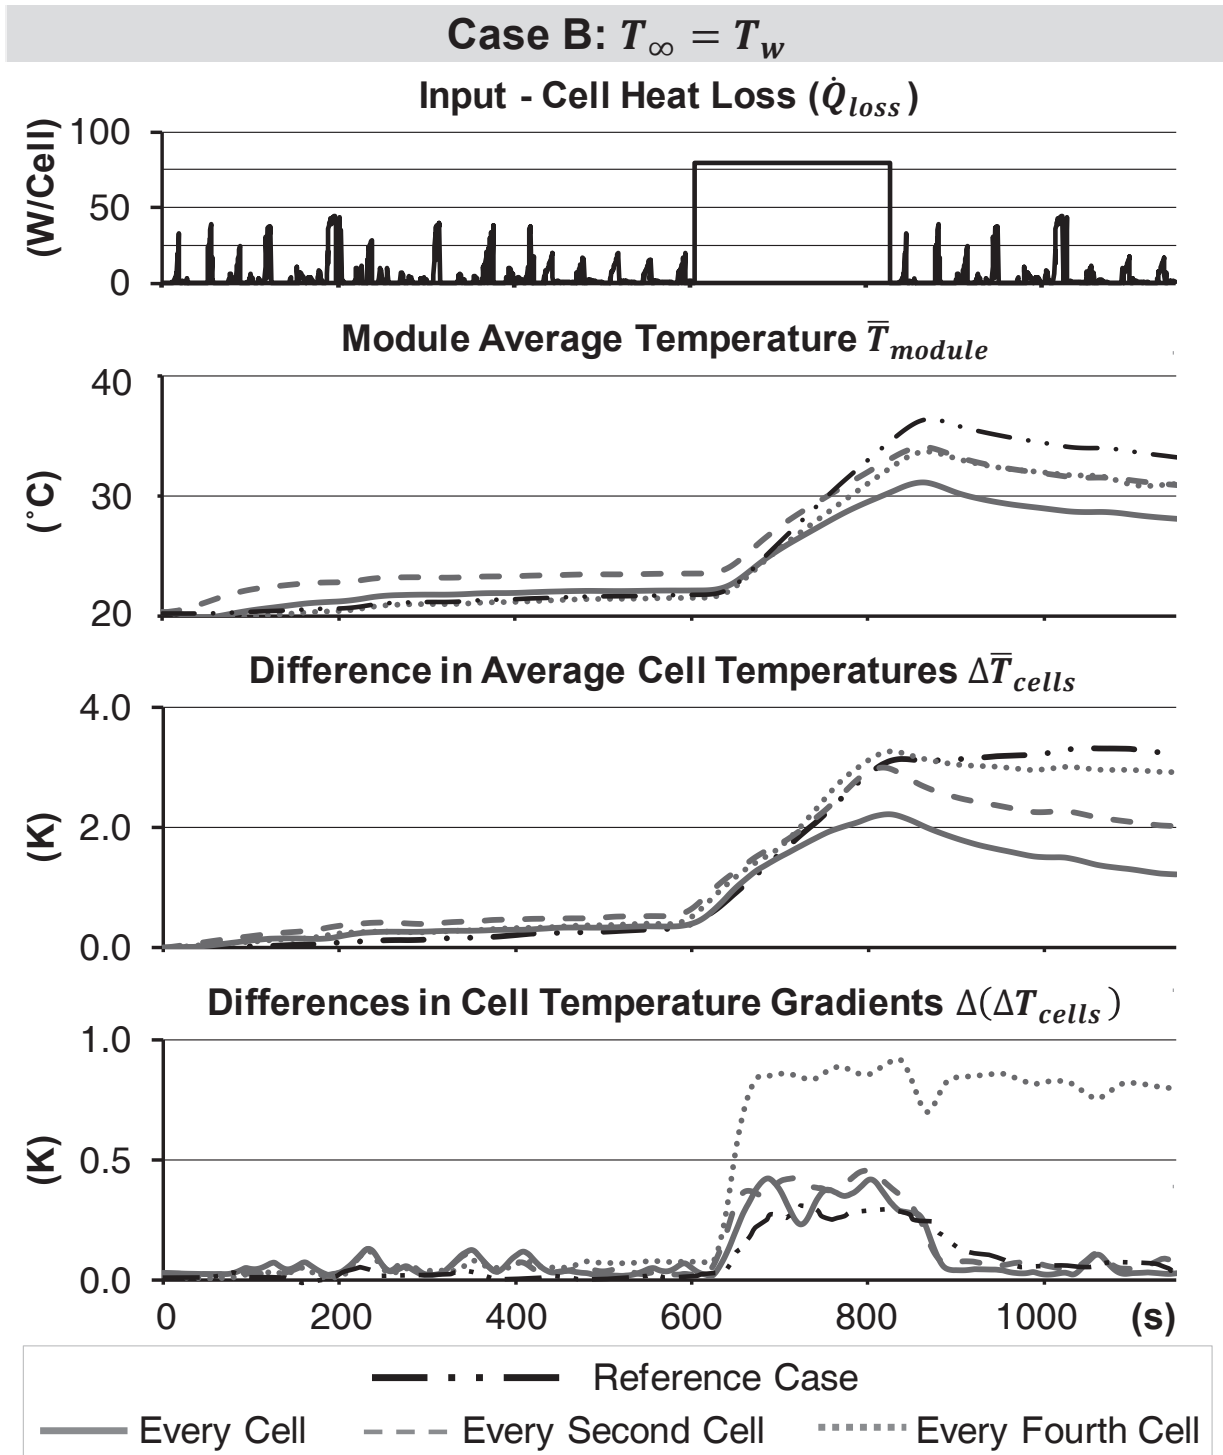 Case B: T∞ = Tw
Input - Cell Heat Loss (Q̇loss)
(W/Cell)
100
50
0
Module Average Temperature T̅module
(˚C)
40
30
20
Difference in Average Cell Temperatures ΔT̅cells
(K)
4.0
2.0
0.0
Differences in Cell Temperature Gradients Δ(ΔTcells)
(K)
1.0
0.5
0.0
0 200 400 600 800 1000 (s)
Reference Case
Every Cell Every Second Cell Every Fourth Cell